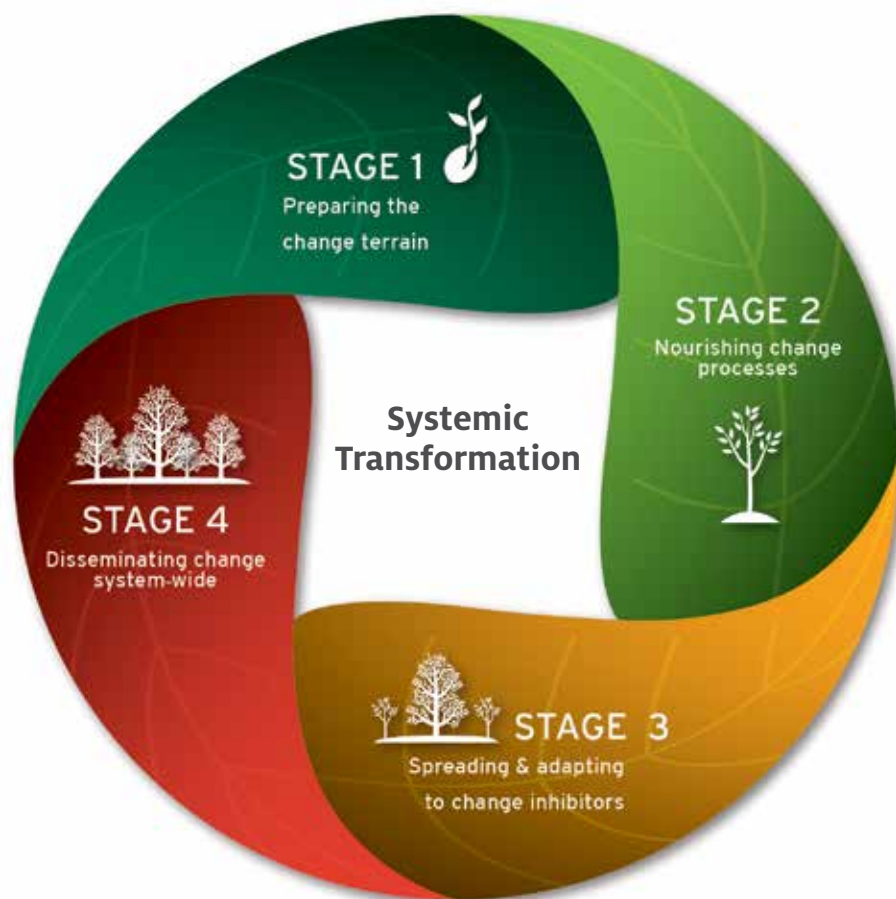 STAGE 1
Preparing the
change terrain
STAGE 2
Nourishing change
processes
Systemic
Transformation
STAGE 4
Disseminating change
system-wide
STAGE 3
Spreading & adapting
to change inhibitors